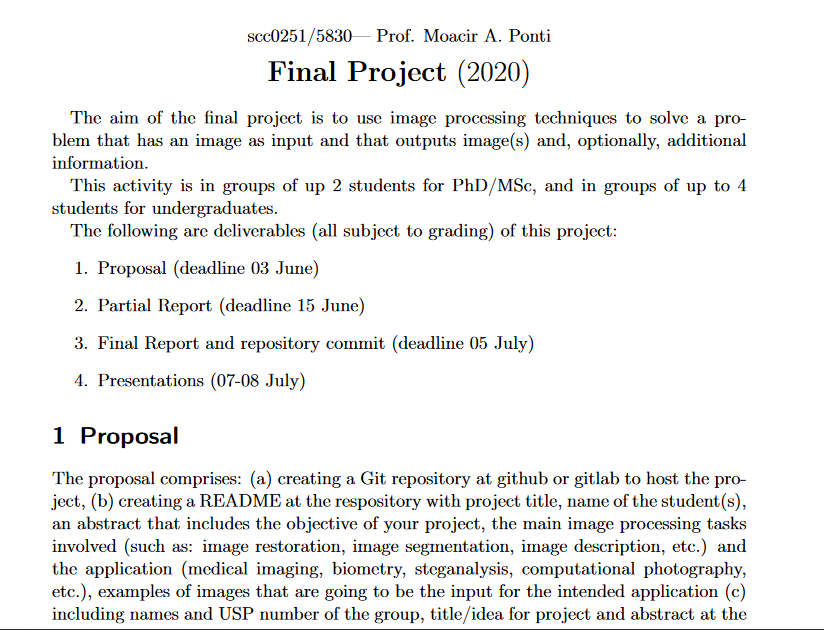 scc0251/5830— Prof. Moacir A. Ponti
Final Project (2020)
The aim of the final project is to use image processing techniques to solve a pro-
blem that has an image as input and that outputs image(s) and, optionally, additional
information.
This activity is in groups of up 2 students for PhD/MSc, and in groups of up to 4
students for undergraduates.
The following are deliverables (all subject to grading) of this project:
1. Proposal (deadline 03 June)
2. Partial Report (deadline 15 June)
3. Final Report and repository commit (deadline 05 July)
4. Presentations (07-08 July)
1 Proposal
The proposal comprises: (a) creating a Git repository at github or gitlab to host the pro-
ject, (b) creating a README at the respository with project title, name of the student(s),
an abstract that includes the objective of your project, the main image processing tasks
involved (such as: image restoration, image segmentation, image description, etc.) and
the application (medical imaging, biometry, steganalysis, computational photography,
etc.), examples of images that are going to be the input for the intended application (c)
including names and USP number of the group, title/idea for project and abstract at the